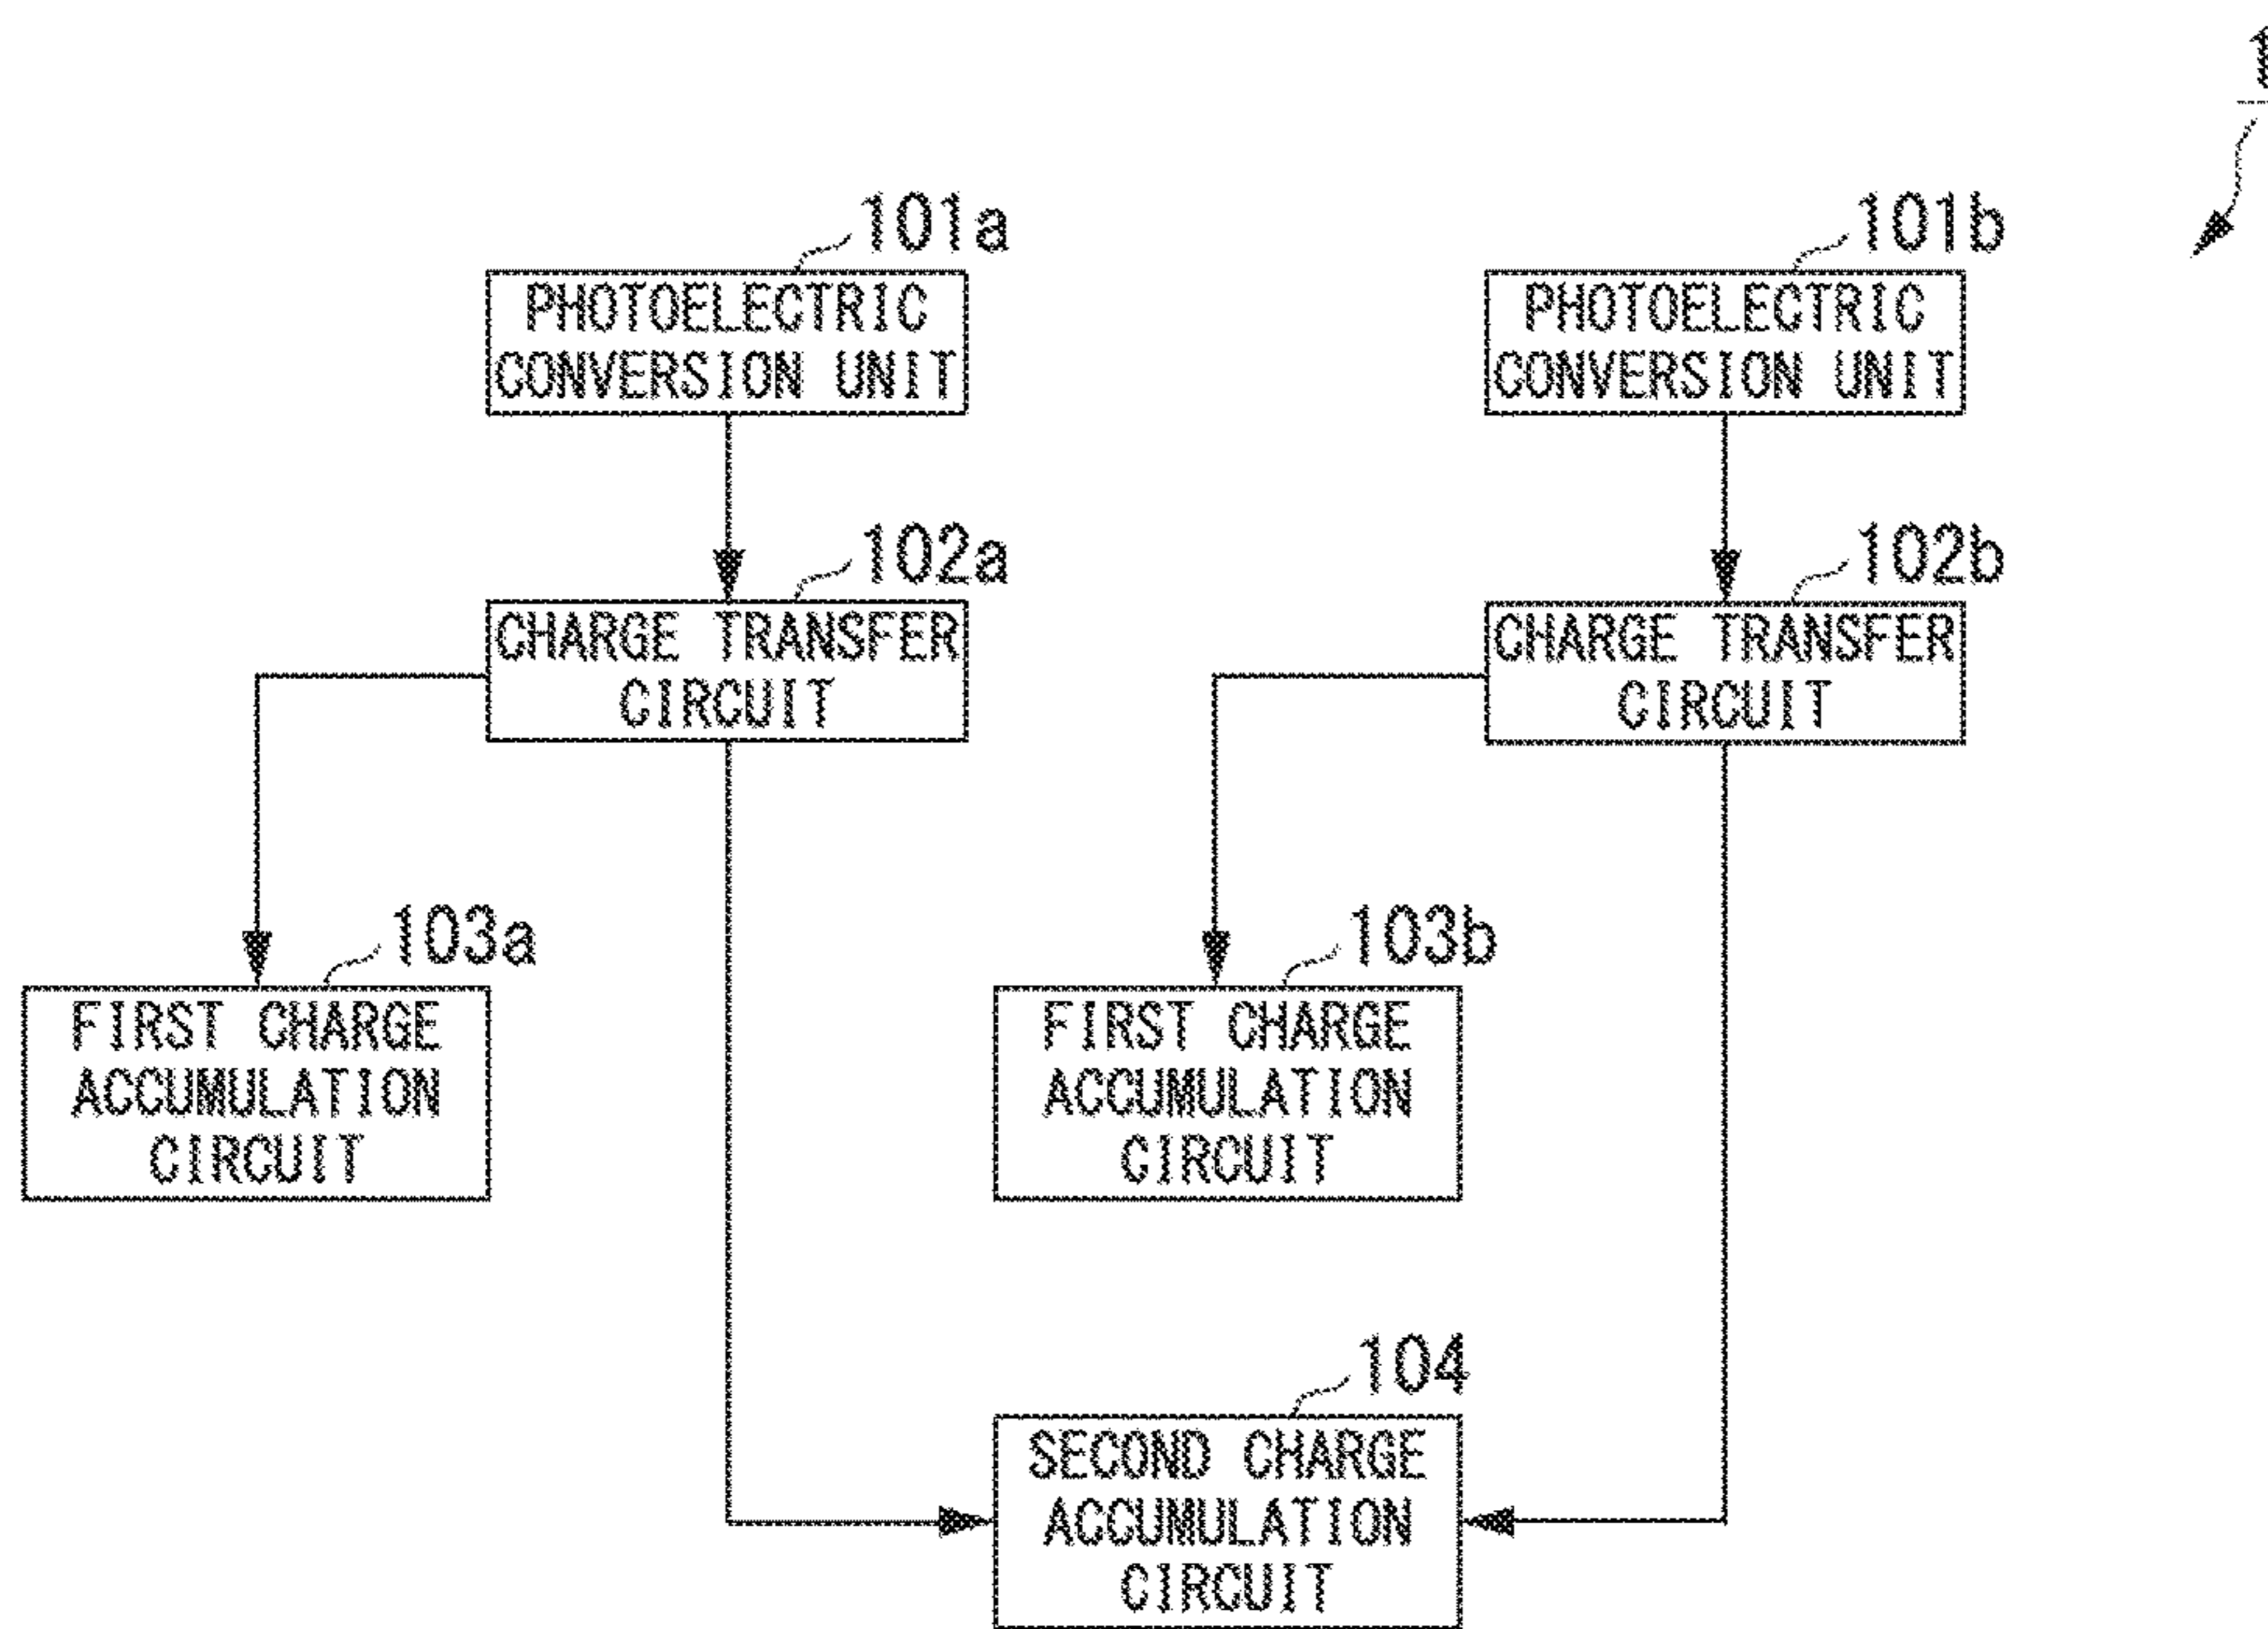 1
101a
101b
PHOTOELECTRIC
CONVERSION UNIT
PHOTOELECTRIC
CONVERSION UNIT
102a
102b
CHARGE TRANSFER
CIRCUIT
CHARGE TRANSFER
CIRCUIT
103a
103b
FIRST CHARGE
ACCUMULATION
CIRCUIT
FIRST CHARGE
ACCUMULATION
CIRCUIT
104
SECOND CHARGE
ACCUMULATION
CIRCUIT